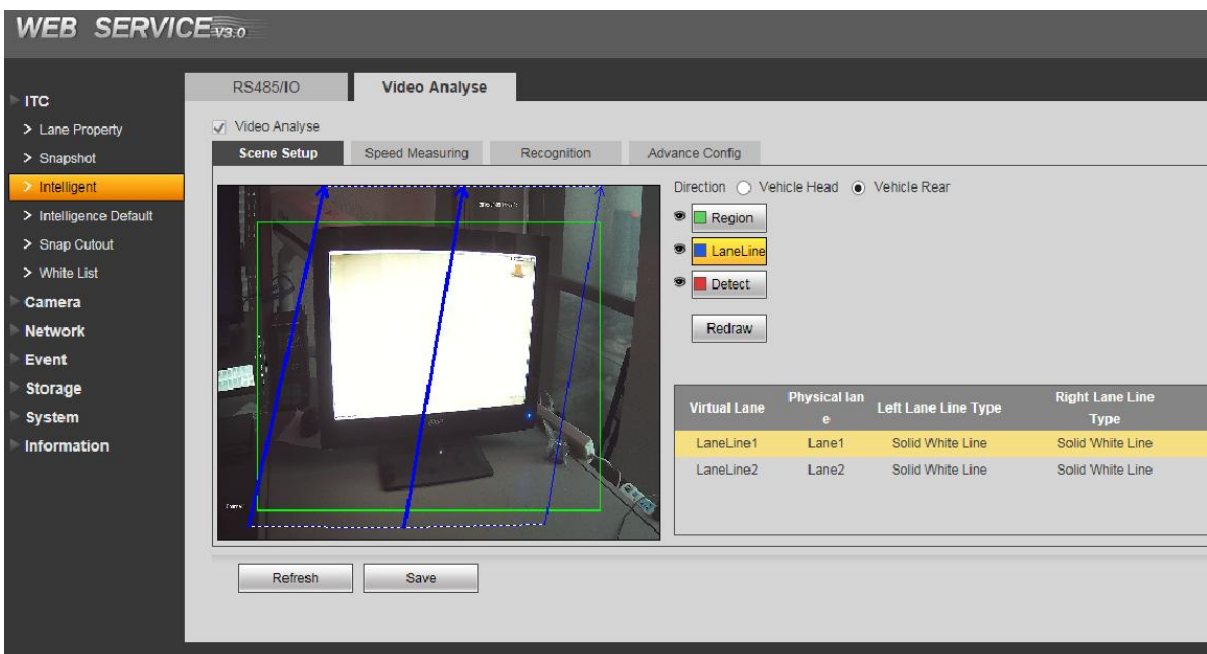 WEB SERVICE V3.0
RS485/IO
Video Analyse
ITC
Lane Property
Snapshot
Intelligent
Intelligence Default
Snap Cutout
White List
Camera
Network
Event
Storage
System
Information
Video Analyse
Scene Setup
Speed Measuring
Recognition
Advance Config
Direction
Vehicle Head
Vehicle Rear
Region
LaneLine
Detect
Redraw
Virtual Lane
Physical lan
e
Left Lane Line Type
Right Lane Line
Type
LaneLine1
Lane1
Solid White Line
Solid White Line
LaneLine2
Lane2
Solid White Line
Solid White Line
Refresh
Save